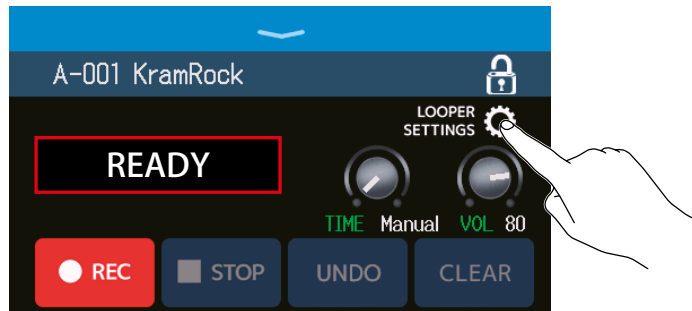 A-001 KramRock
LOOPER
SETTINGS
READY
TIME Manual VOL 80
REC STOP UNDO CLEAR